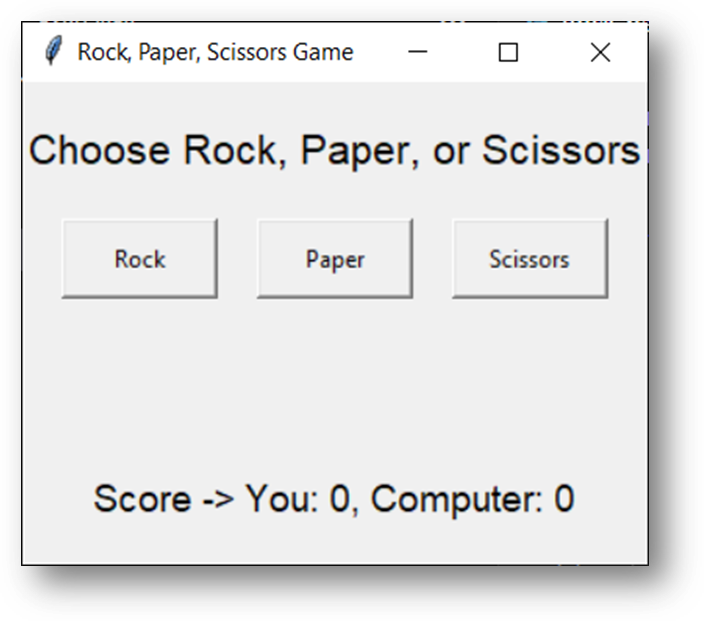 Rock, Paper, Scissors Game
Choose Rock, Paper, or Scissors
Rock Paper Scissors
Score -> You: 0, Computer: 0